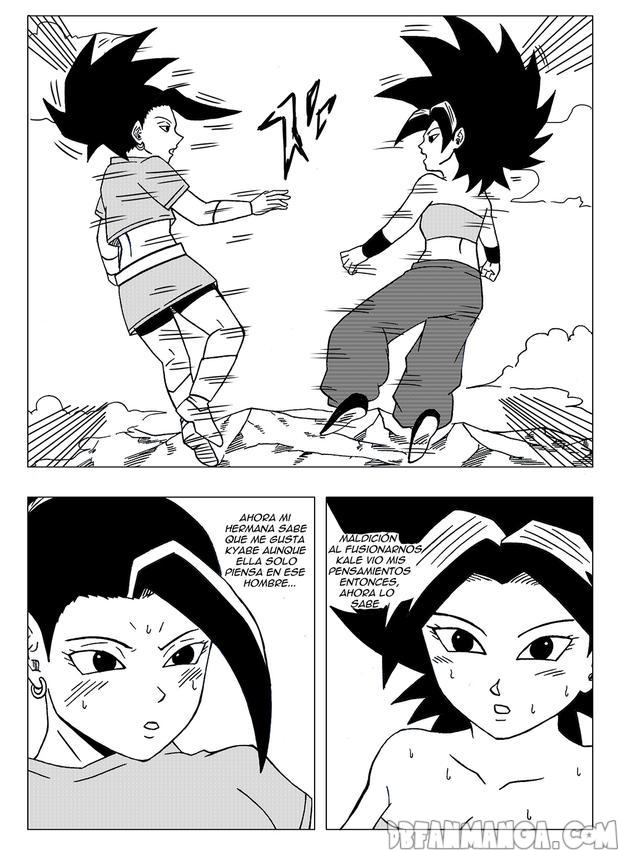 AHORA MI
HERMANA SABE
QUE ME GUSTA
KYABE AUNQUE
ELLA SOLO
PIENSA EN ESE
HOMBRE...
MALDICIÓN
AL FUSIONARNOS
KALE VIO MIS
PENSAMIENTOS
ENTONCES,
AHORA LO
SABE
DBFANMANGA.COM